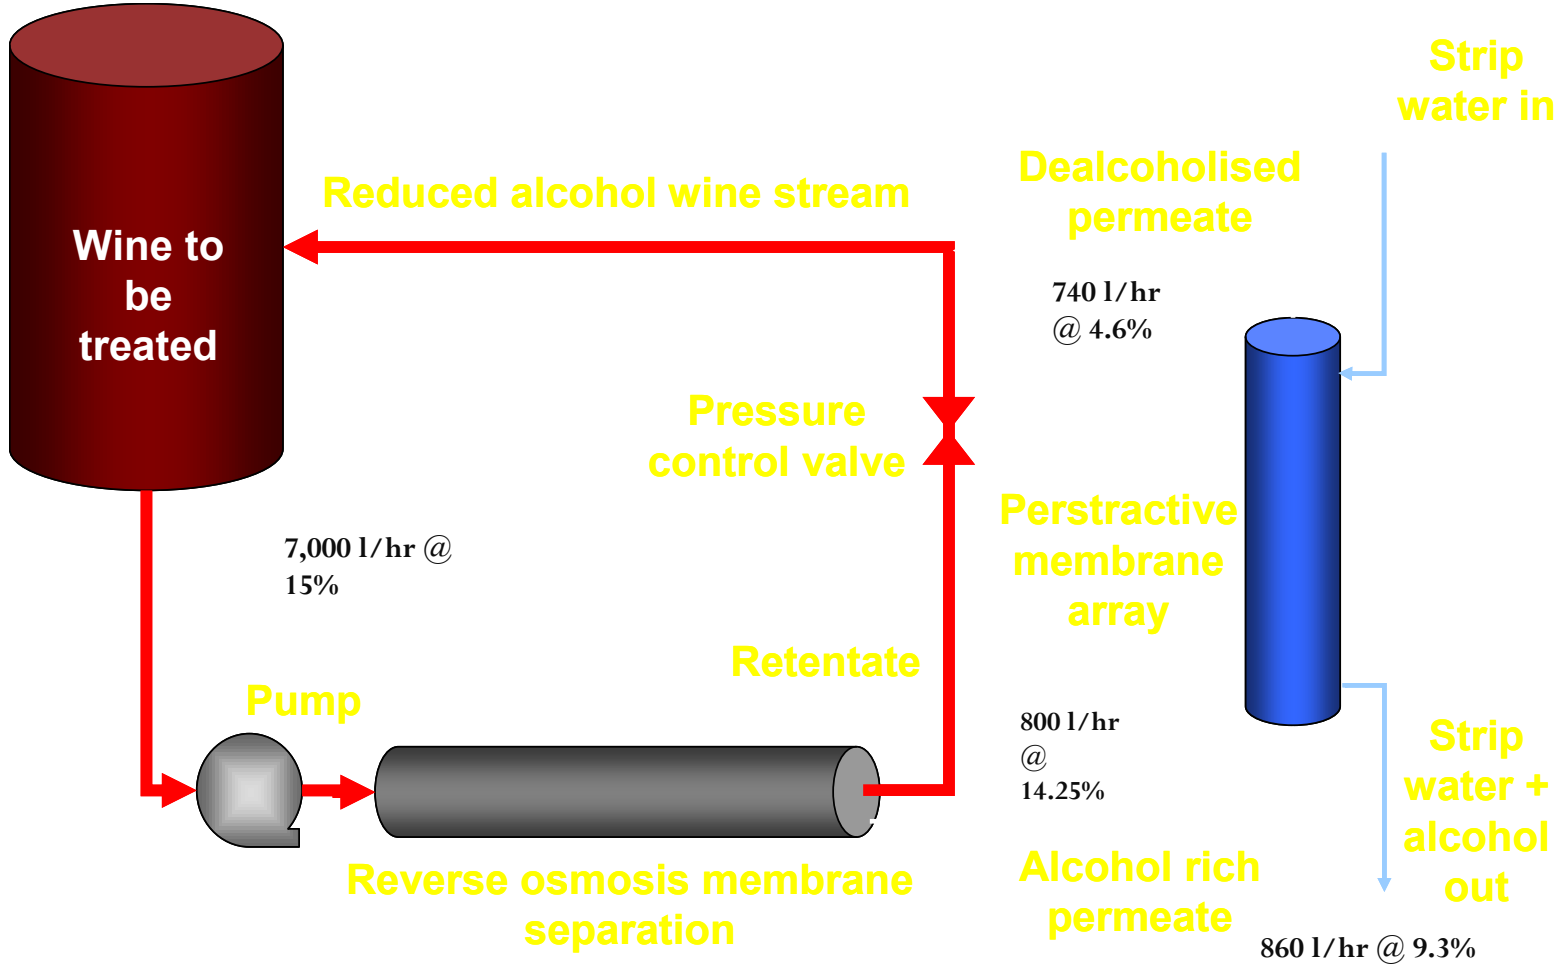 Strip
water in
Dealcoholised
permeate
Reduced alcohol wine stream
Wine to
be
treated
740 l/hr
@ 4.6%
Pressure
control valve
Perstractive
membrane
array
7,000 l/hr @
15%
Retentate
Pump
800 l/hr
@
14.25%
Strip
water +
alcohol
out
Reverse osmosis membrane
separation
Alcohol rich
permeate
860 l/hr @ 9.3%